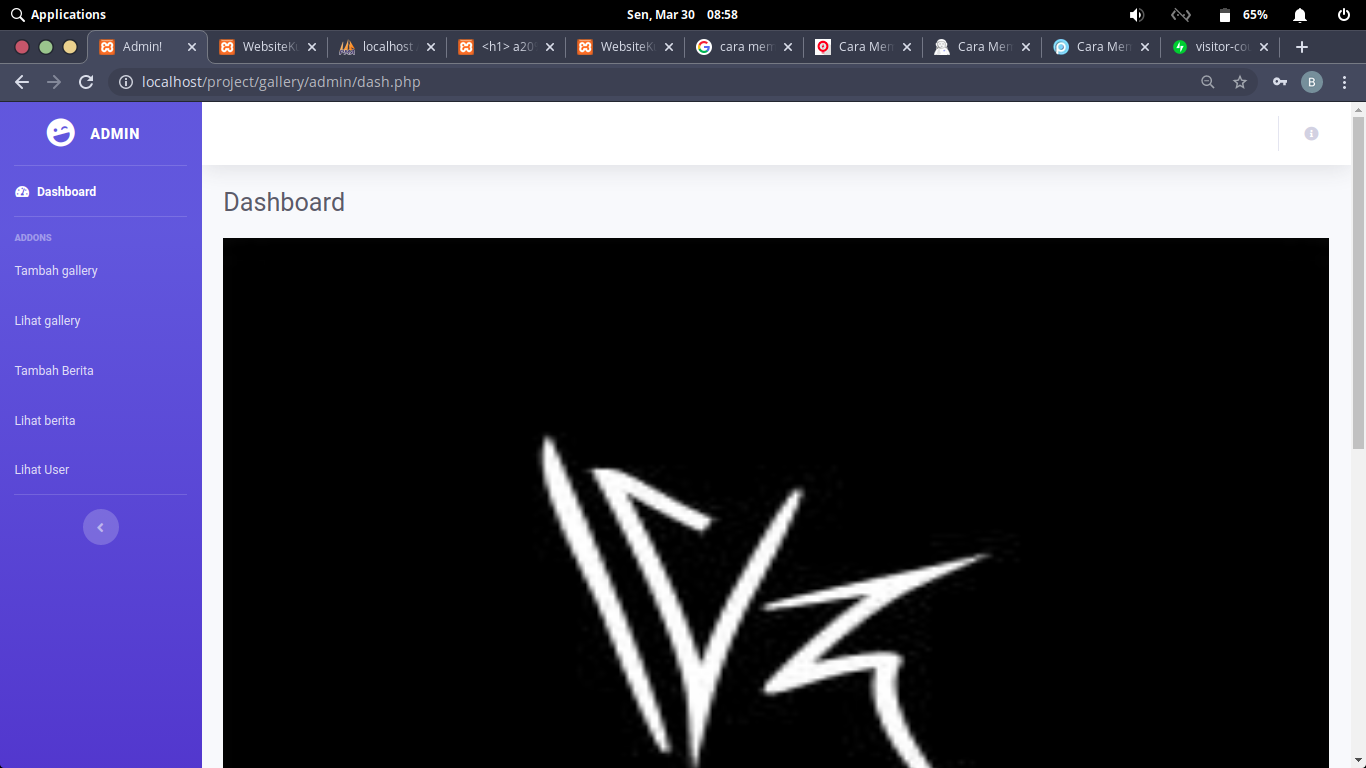 Applications
Sen, Mar 30 08:58
65%
Admin!
WebsiteKu
localhost
<h1> a20
WebsiteK
cara mem
Cara Men
Cara Men
Cara Men
visitor-cou
localhost/project/gallery/admin/dash.php
B
ADMIN
Dashboard
ADDONS
Tambah gallery
Lihat gallery
Tambah Berita
Lihat berita
Lihat User
Dashboard